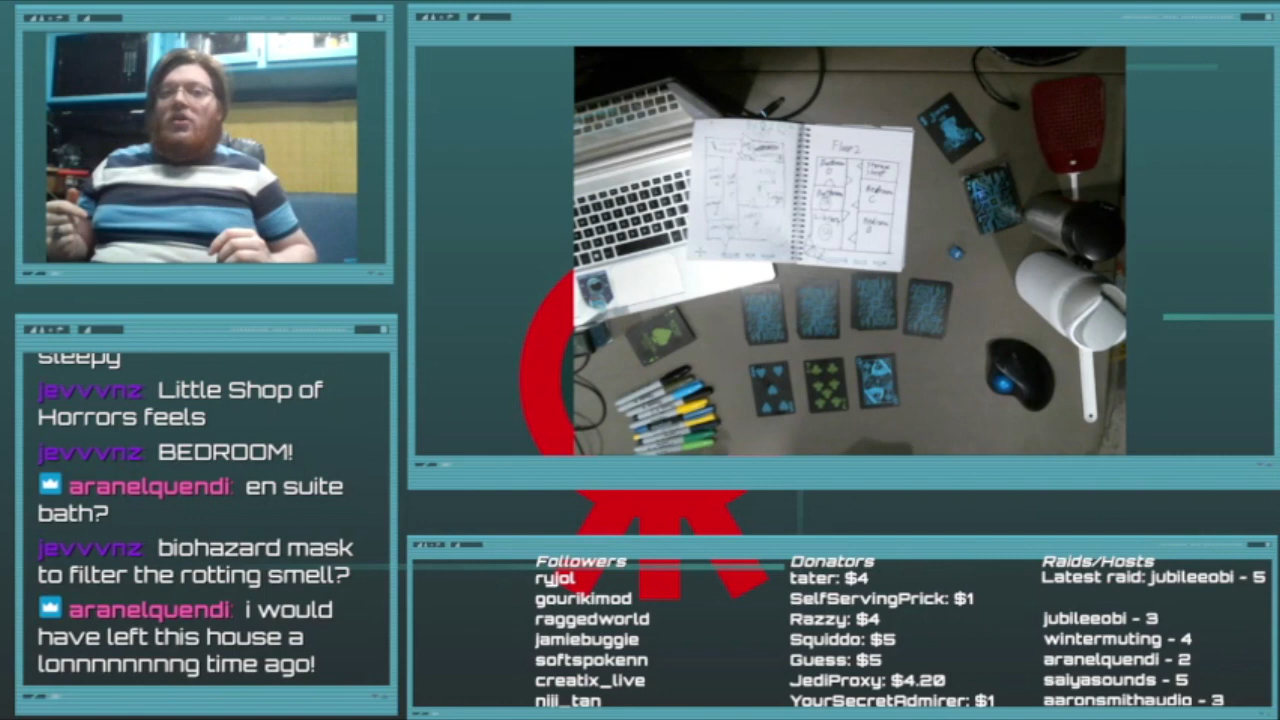 sleepy
jevvvnz: Little Shop of
Horrors feels
jevvvnz: BEDROOM!
aranelquendi: en suite
bath?
jevvvnz: biohazard mask
to filter the rotting smell?
aranelquendi: i would
have left this house a
lonnnnnnnng time ago!
Floor 2
Bedroom
C
Bedroom
B
Followers
ryjol
gourikimod
raggedworld
jamiebuggie
softspokenn
creatix_live
niji_tan
Donators
tater: $4
SelfServingPrick: $1
Razzy: $4
Squiddo: $5
Guess: $5
JediProxy: $4.20
YourSecretAdmirer: $1
Raids/Hosts
Latest raid: jubileeobi - 5
jubileeobi - 3
wintermuting - 4
aranelquendi - 2
saiyasounds - 5
aaronsmithaudio - 3